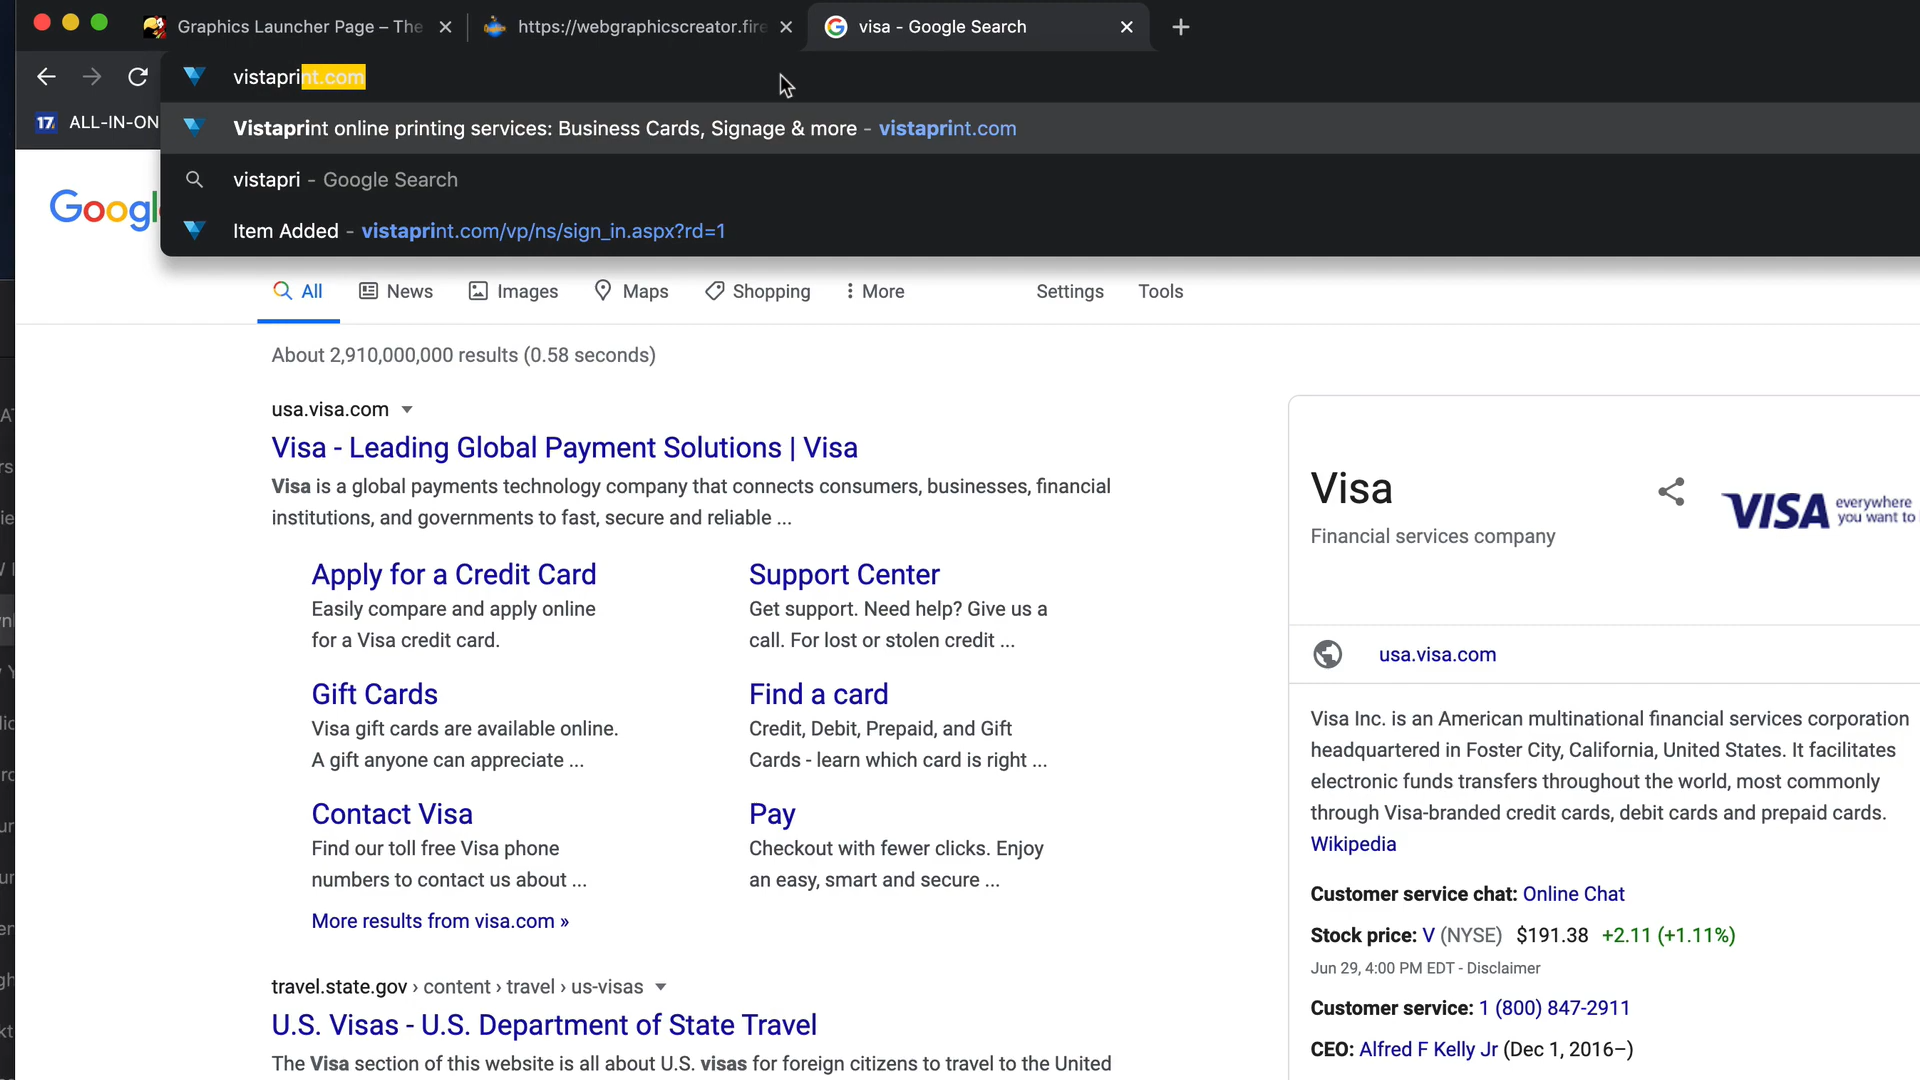 Graphics Launcher Page – The
https://webgraphicscreator.fire
visa - Google Search
vistaprint.com
17 ALL-IN-ON
Vistaprint online printing services: Business Cards, Signage & more - vistaprint.com
vistapri - Google Search
Item Added - vistaprint.com/vp/ns/sign_in.aspx?rd=1
Google
All
News
Images
Maps
Shopping
More
Settings
Tools
About 2,910,000,000 results (0.58 seconds)
usa.visa.com
Visa - Leading Global Payment Solutions | Visa
Visa is a global payments technology company that connects consumers, businesses, financial
institutions, and governments to fast, secure and reliable ...
Apply for a Credit Card
Easily compare and apply online
for a Visa credit card.
Support Center
Get support. Need help? Give us a
call. For lost or stolen credit ...
Gift Cards
Visa gift cards are available online.
A gift anyone can appreciate ...
Find a card
Credit, Debit, Prepaid, and Gift
Cards - learn which card is right ...
Contact Visa
Find our toll free Visa phone
numbers to contact us about ...
Pay
Checkout with fewer clicks. Enjoy
an easy, smart and secure ...
More results from visa.com »
travel.state.gov › content › travel › us-visas
U.S. Visas - U.S. Department of State Travel
The Visa section of this website is all about U.S. visas for foreign citizens to travel to the United
Visa
Financial services company
VISA everywhere
you want to
usa.visa.com
Visa Inc. is an American multinational financial services corporation
headquartered in Foster City, California, United States. It facilitates
electronic funds transfers throughout the world, most commonly
through Visa-branded credit cards, debit cards and prepaid cards.
Wikipedia
Customer service chat: Online Chat
Stock price: V (NYSE) $191.38 +2.11 (+1.11%)
Jun 29, 4:00 PM EDT - Disclaimer
Customer service: 1 (800) 847-2911
CEO: Alfred F Kelly Jr (Dec 1, 2016–)